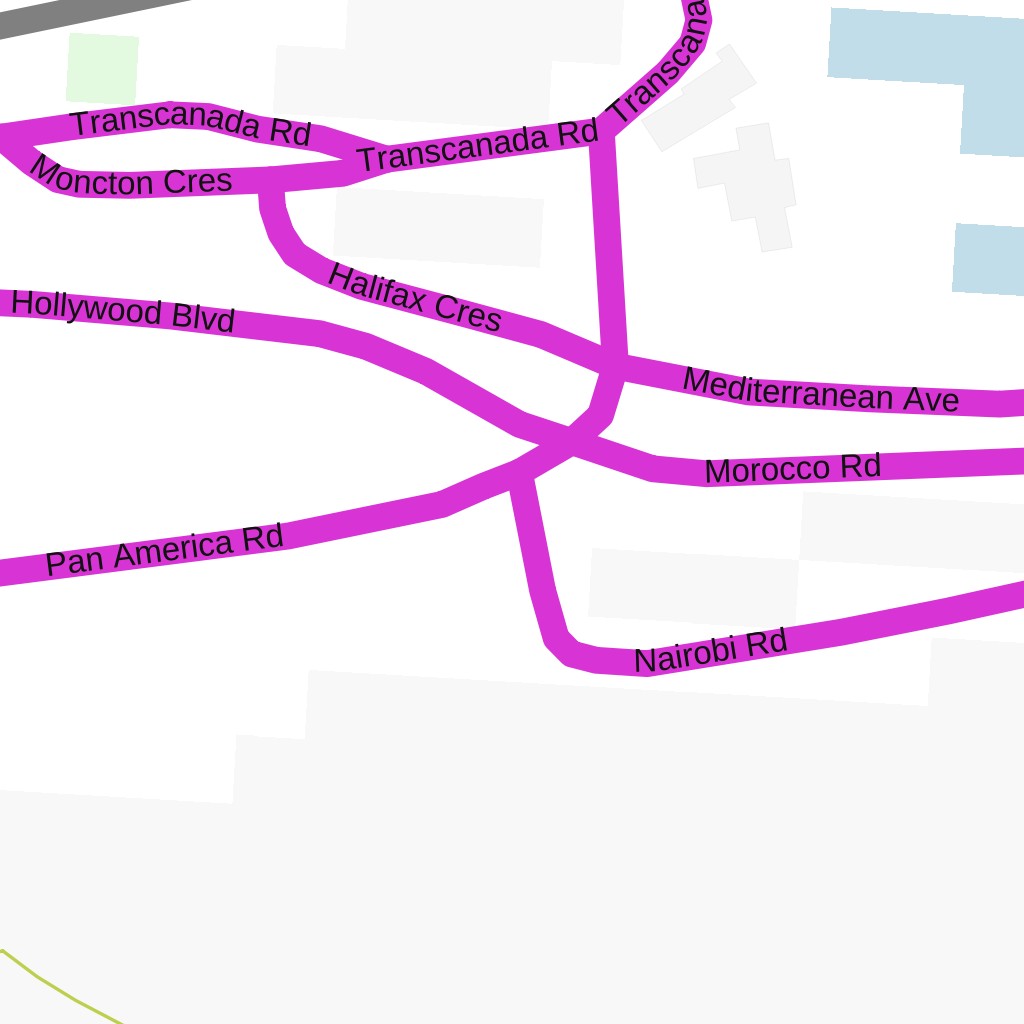 Transcana
Transcanada Rd
Transcanada Rd
Moncton Cres
Halifax Cres
Hollywood Blvd
Mediterranean Ave
Morocco Rd
Pan America Rd
Nairobi Rd